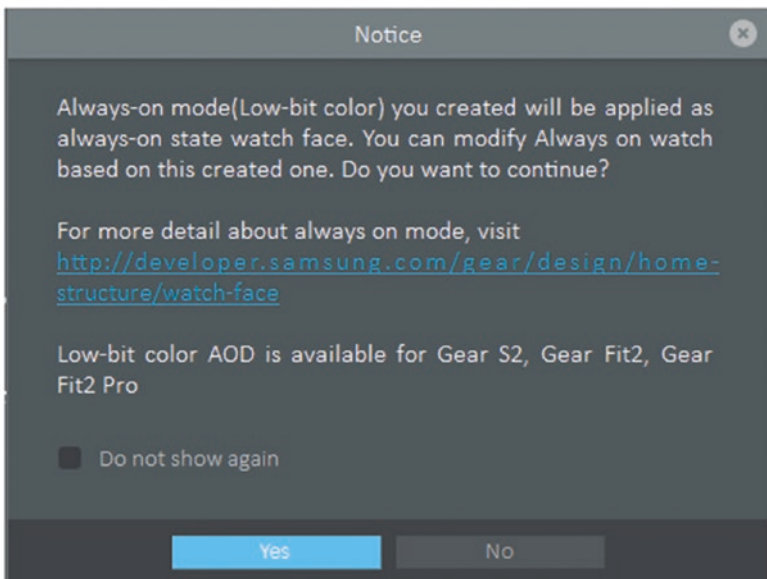 Notice
Always-on mode(Low-bit color) you created will be applied as
always-on state watch face. You can modify Always on watch
based on this created one. Do you want to continue?
For more detail about always on mode, visit
http://developer.samsung.com/gear/design/home-
structure/watch-face
Low-bit color AOD is available for Gear S2, Gear Fit2, Gear
Fit2 Pro
Do not show again
Yes
No